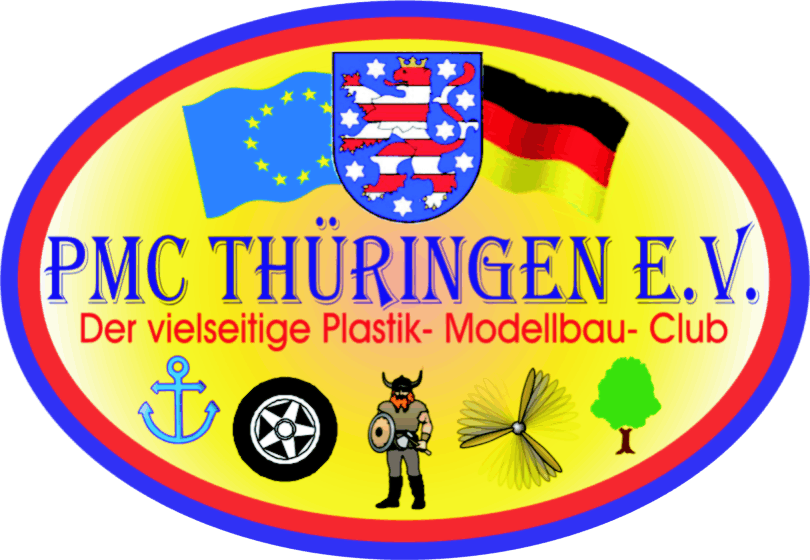 PMC THÜRINGEN E.V.
Der vielseitige Plastik- Modellbau- Club